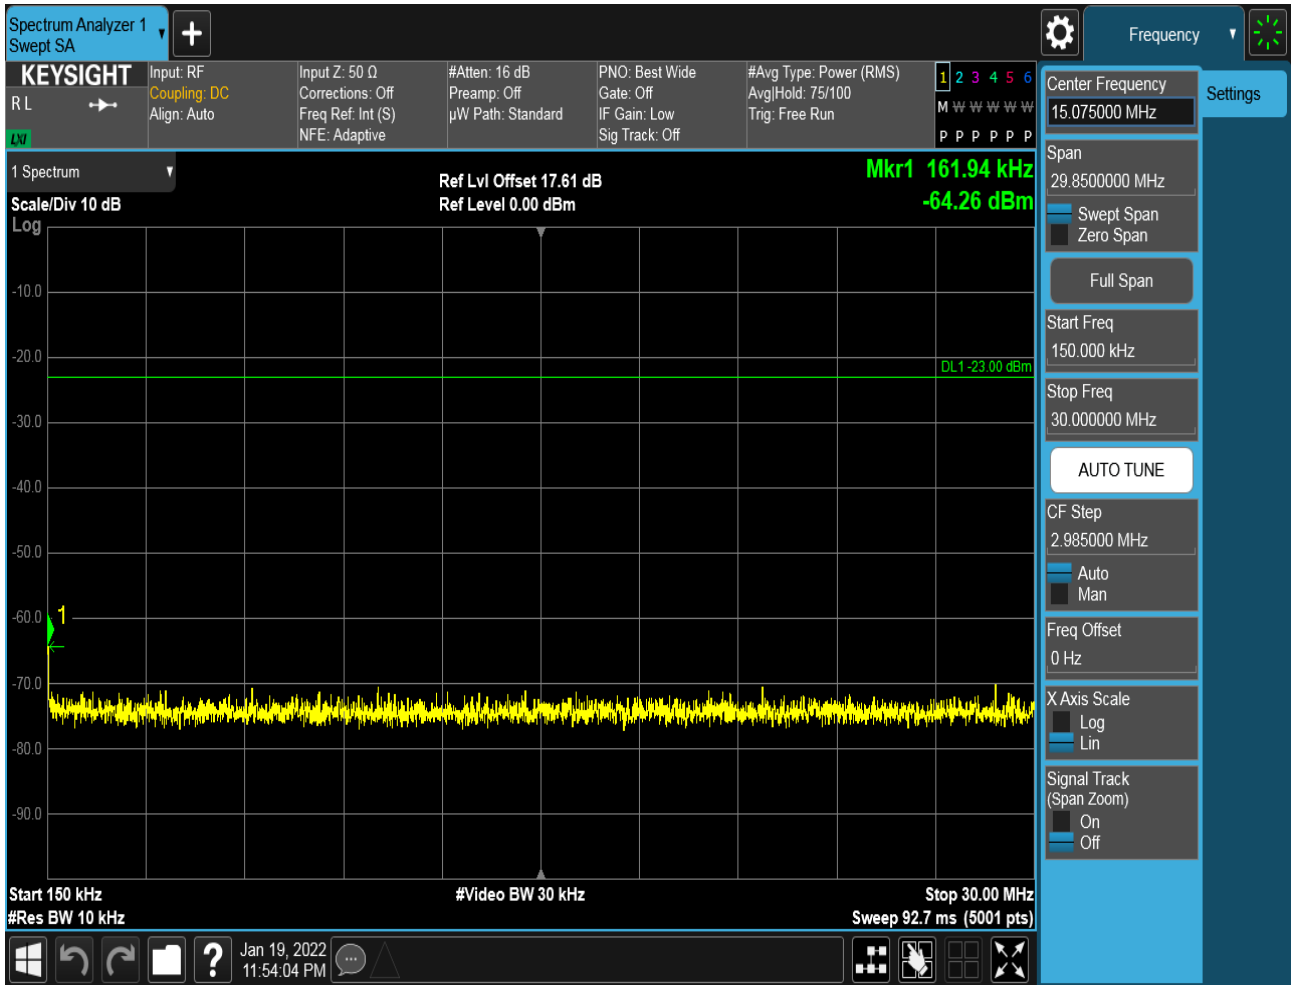 Spectrum Analyzer 1
Swept SA
Frequency
KEYSIGHT
R L
LXI
Input: RF
Coupling: DC
Align: Auto
Input Z: 50 Ω
Corrections: Off
Freq Ref: Int (S)
NFE: Adaptive
#Atten: 16 dB
Preamp: Off
µW Path: Standard
PNO: Best Wide
Gate: Off
IF Gain: Low
Sig Track: Off
#Avg Type: Power (RMS)
Avg|Hold: 75/100
Trig: Free Run
1 2 3 4 5 6
M W W W W W
P P P P P P
1 Spectrum
Scale/Div 10 dB
Log
Ref Lvl Offset 17.61 dB
Ref Level 0.00 dBm
Mkr1 161.94 kHz
-64.26 dBm
-10.0
-20.0
DL1 -23.00 dBm
-30.0
-40.0
-50.0
-60.0
1
-70.0
-80.0
-90.0
Start 150 kHz
#Video BW 30 kHz
Stop 30.00 MHz
#Res BW 10 kHz
Sweep 92.7 ms (5001 pts)
?
Jan 19, 2022
11:54:04 PM
Center Frequency
15.075000 MHz
Settings
Span
29.8500000 MHz
Swept Span
Zero Span
Full Span
Start Freq
150.000 kHz
Stop Freq
30.000000 MHz
AUTO TUNE
CF Step
2.985000 MHz
Auto
Man
Freq Offset
0 Hz
X Axis Scale
Log
Lin
Signal Track
(Span Zoom)
On
Off